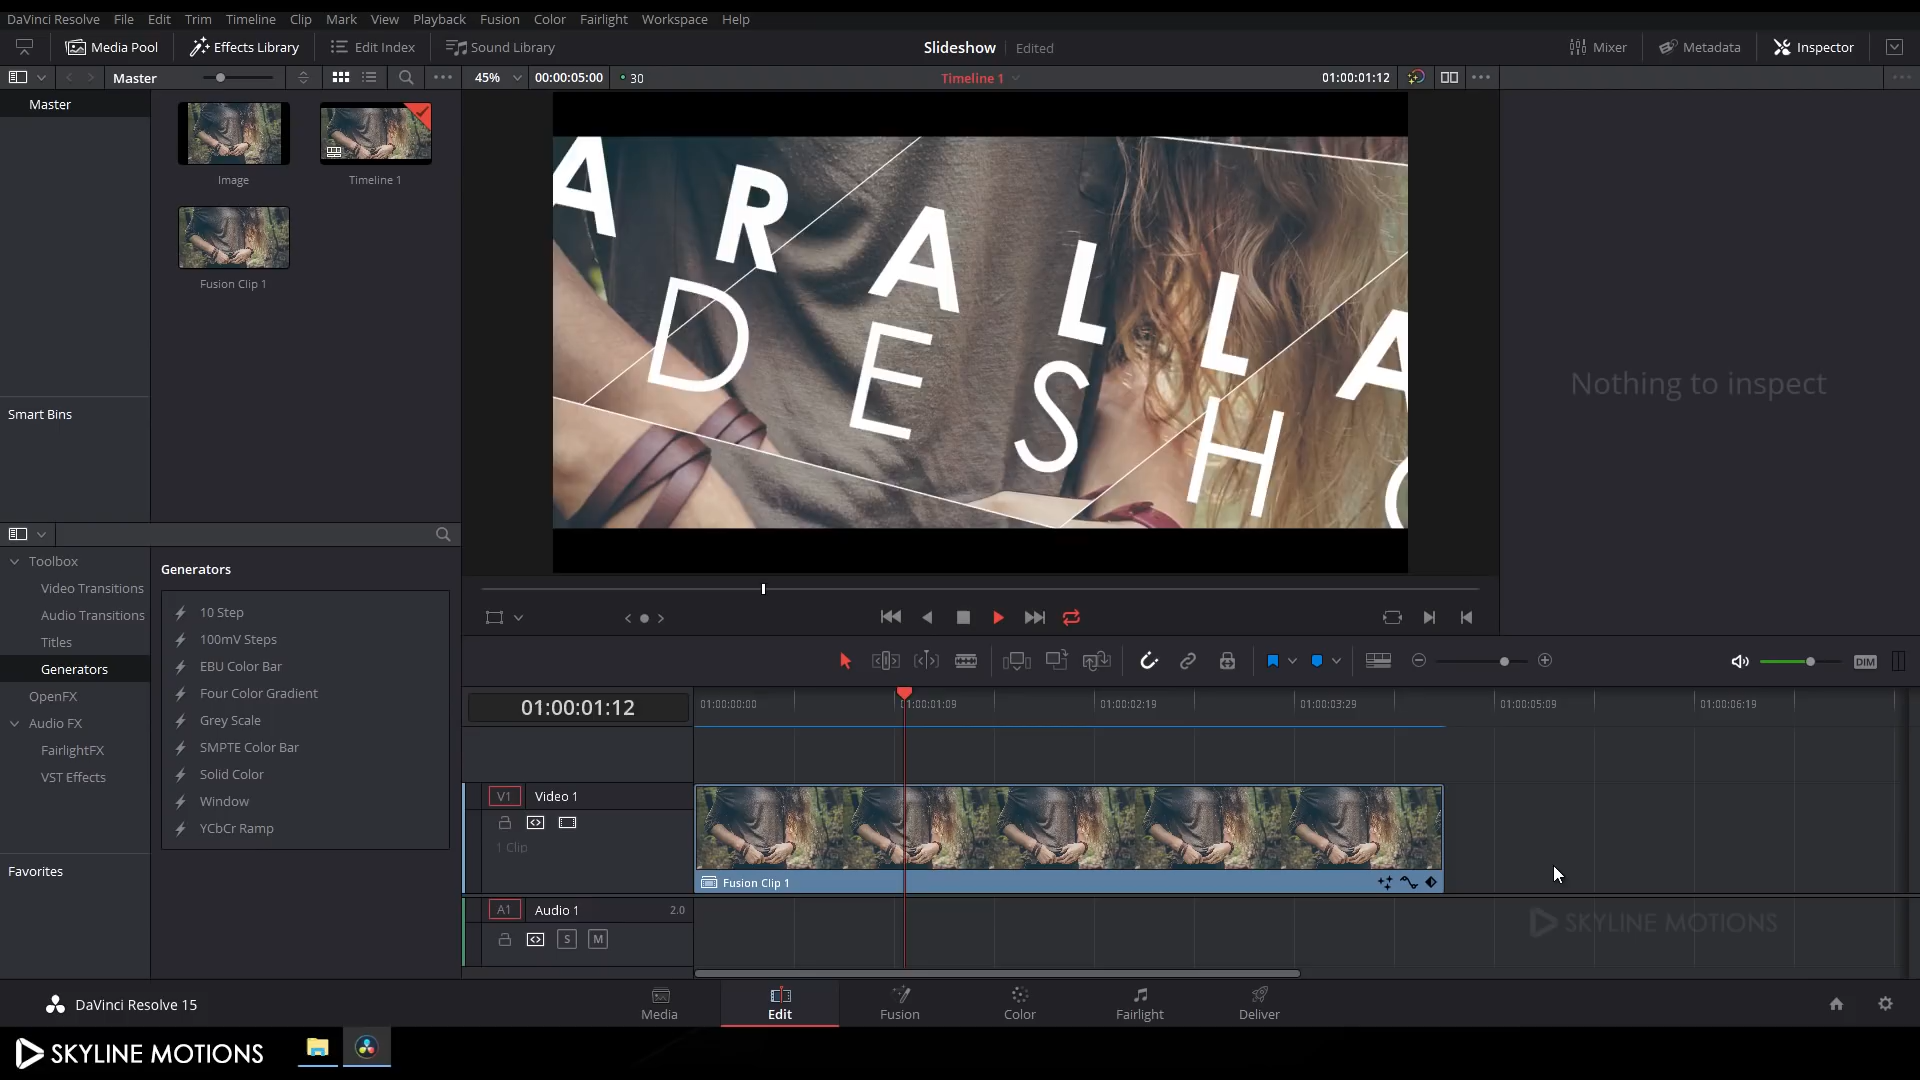 DaVinci Resolve File Edit Trim Timeline Clip Mark View Playback Fusion Color Fairlight Workspace Help
Media Pool Effects Library Edit Index Sound Library Slideshow Edited Mixer Metadata Inspector
Master 45% 00:00:05:00 30 Timeline 1 01:00:01:12
Master
Image Timeline 1
Fusion Clip 1
Smart Bins
A R A L L A
D E S H
Nothing to inspect
Toolbox
Video Transitions
Audio Transitions
Titles
Generators
OpenFX
Audio FX
FairlightFX
VST Effects
Favorites
Generators
10 Step
100mV Steps
EBU Color Bar
Four Color Gradient
Grey Scale
SMPTE Color Bar
Solid Color
Window
YCbCr Ramp
DIM
01:00:01:12 01:00:00:00 01:00:01:09 01:00:02:19 01:00:03:29 01:00:05:09 01:00:06:19
V1 Video 1
1 Clip
Fusion Clip 1
A1 Audio 1 2.0
S M
SKYLINE MOTIONS
DaVinci Resolve 15
Media Edit Fusion Color Fairlight Deliver
SKYLINE MOTIONS